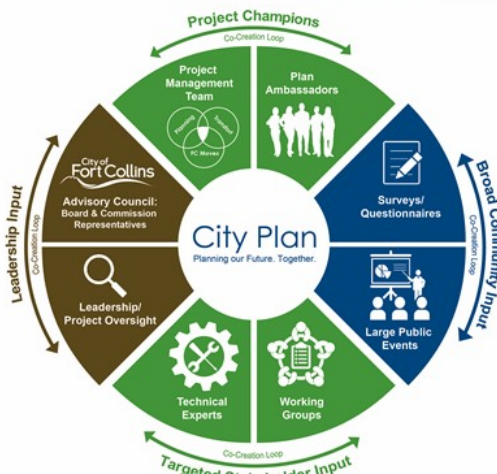 Project Champions
Co-Creation Loop
Project
Management
Team
Planning
Transfort
FC Moves
Plan
Ambassadors
City of
Fort Collins
Advisory Council:
Board & Commission
Representatives
Leadership Input
Co-Creation Loop
Leadership/
Project Oversight
City Plan
Planning our Future. Together.
Surveys/
Questionnaires
Broad Community Input
Co-Creation Loop
Large Public
Events
Technical
Experts
Working
Groups
Co-Creation Loop
Targeted Stakeholder Input